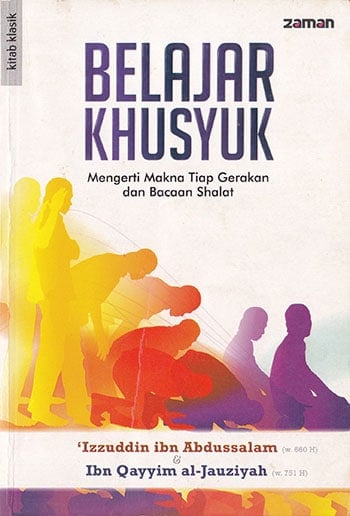 kitab klasik
zaman
BELAJAR
KHUSYUK
Mengerti Makna Tiap Gerakan
dan Bacaan Shalat
‘Izzuddin ibn Abdussalam (w. 660 H)
&
Ibn Qayyim al-Jauziyah (w. 751 H)